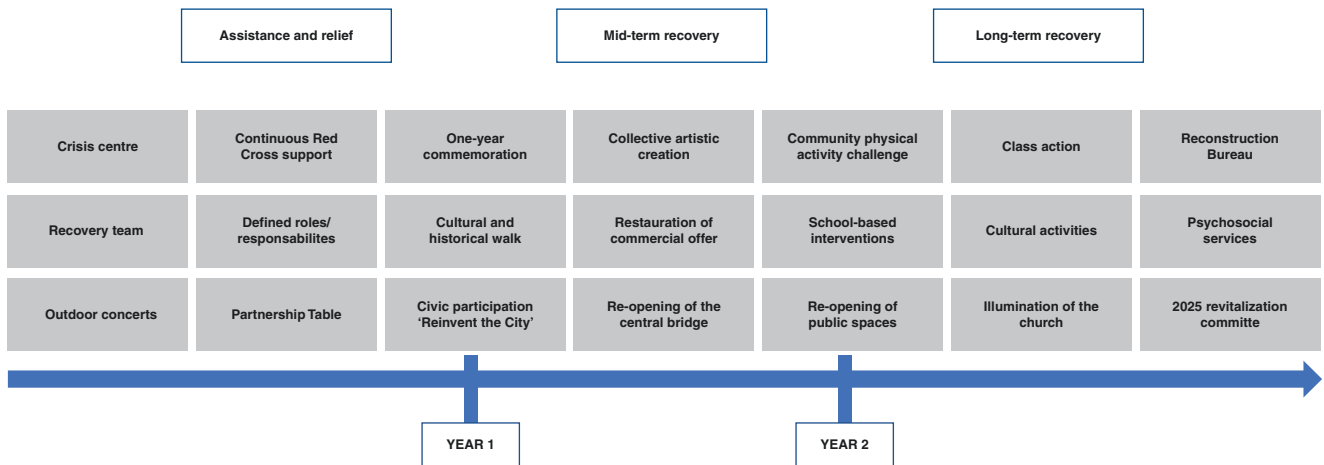 Assistance and relief
Mid-term recovery
Long-term recovery
Crisis centre
Continuous Red
Cross support
One-year
commemoration
Collective artistic
creation
Community physical
activity challenge
Class action
Reconstruction
Bureau
Recovery team
Defined roles/
responsabilites
Cultural and
historical walk
Restauration of
commercial offer
School-based
interventions
Cultural activities
Psychosocial
services
Outdoor concerts
Partnership Table
Civic participation
‘Reinvent the City’
Re-opening of the
central bridge
Re-opening of
public spaces
Illumination of the
church
2025 revitalization
committe
YEAR 1
YEAR 2